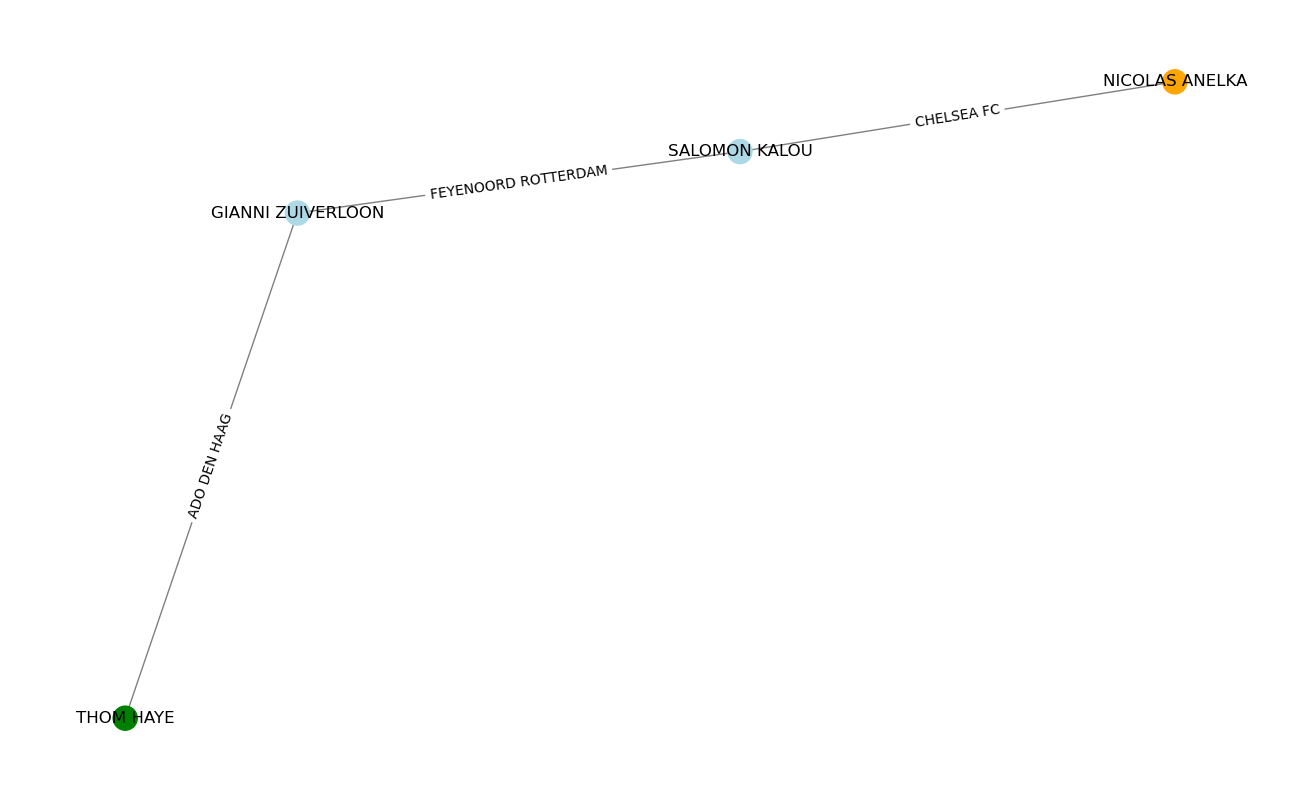 NICOLAS ANELKA
CHELSEA FC
SALOMON KALOU
FEYENOORD ROTTERDAM
GIANNI ZUIVERLOON
ADO DEN HAAG
THOM HAYE